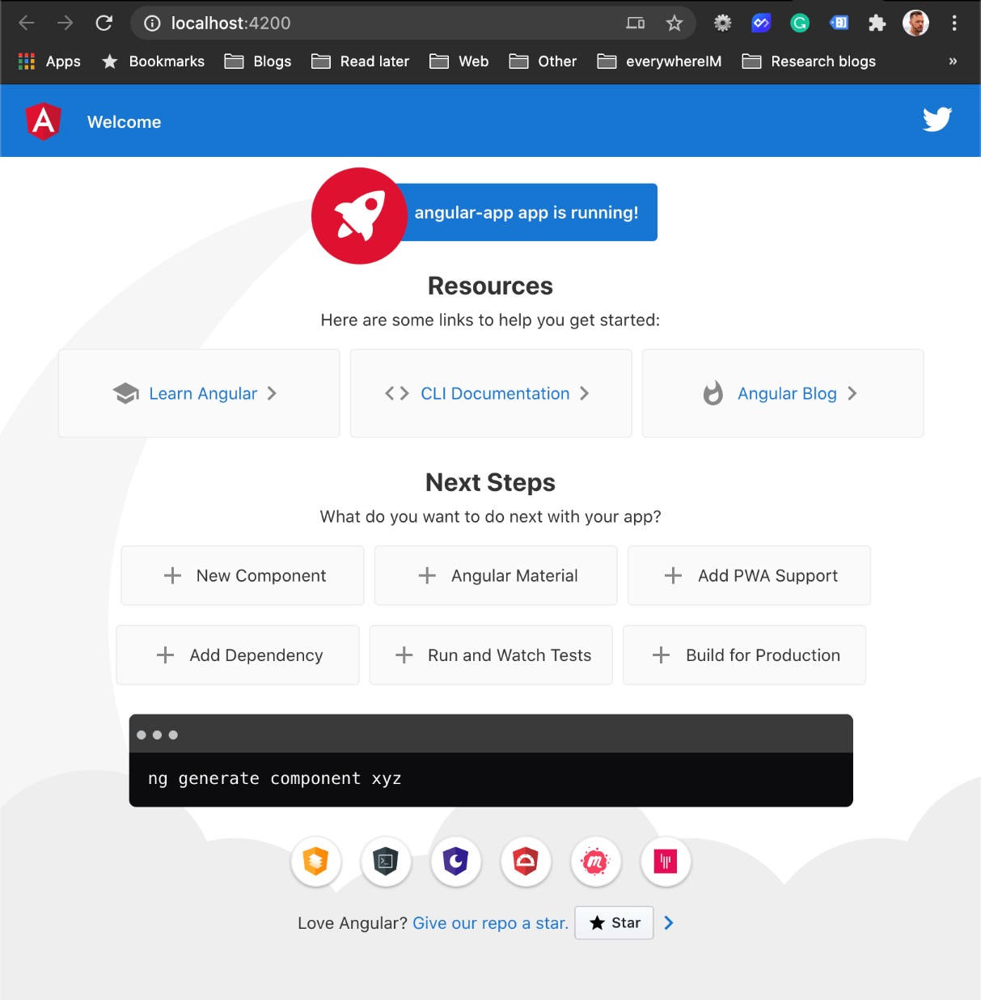 localhost:4200
Apps Bookmarks Blogs Read later Web Other everywhereIM Research blogs »
Welcome
angular-app app is running!
Resources
Here are some links to help you get started:
Learn Angular CLI Documentation Angular Blog
Next Steps
What do you want to do next with your app?
New Component Angular Material Add PWA Support
Add Dependency Run and Watch Tests Build for Production
ng generate component xyz
Love Angular? Give our repo a star. Star